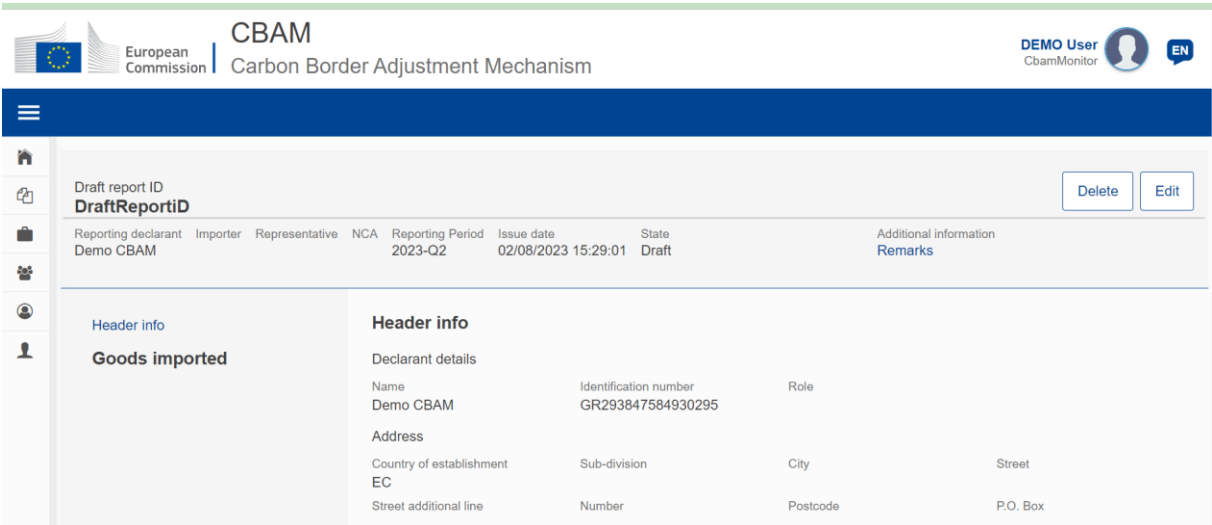 European
Commission
CBAM
Carbon Border Adjustment Mechanism
DEMO User
CbamMonitor
EN
Draft report ID
DraftReportiD
Delete
Edit
Reporting declarant Importer Representative NCA Reporting Period Issue date State Additional information
Demo CBAM 2023-Q2 02/08/2023 15:29:01 Draft Remarks
Header info
Goods imported
Header info
Declarant details
Name Identification number Role
Demo CBAM GR293847584930295
Address
Country of establishment Sub-division City Street
EC
Street additional line Number Postcode P.O. Box